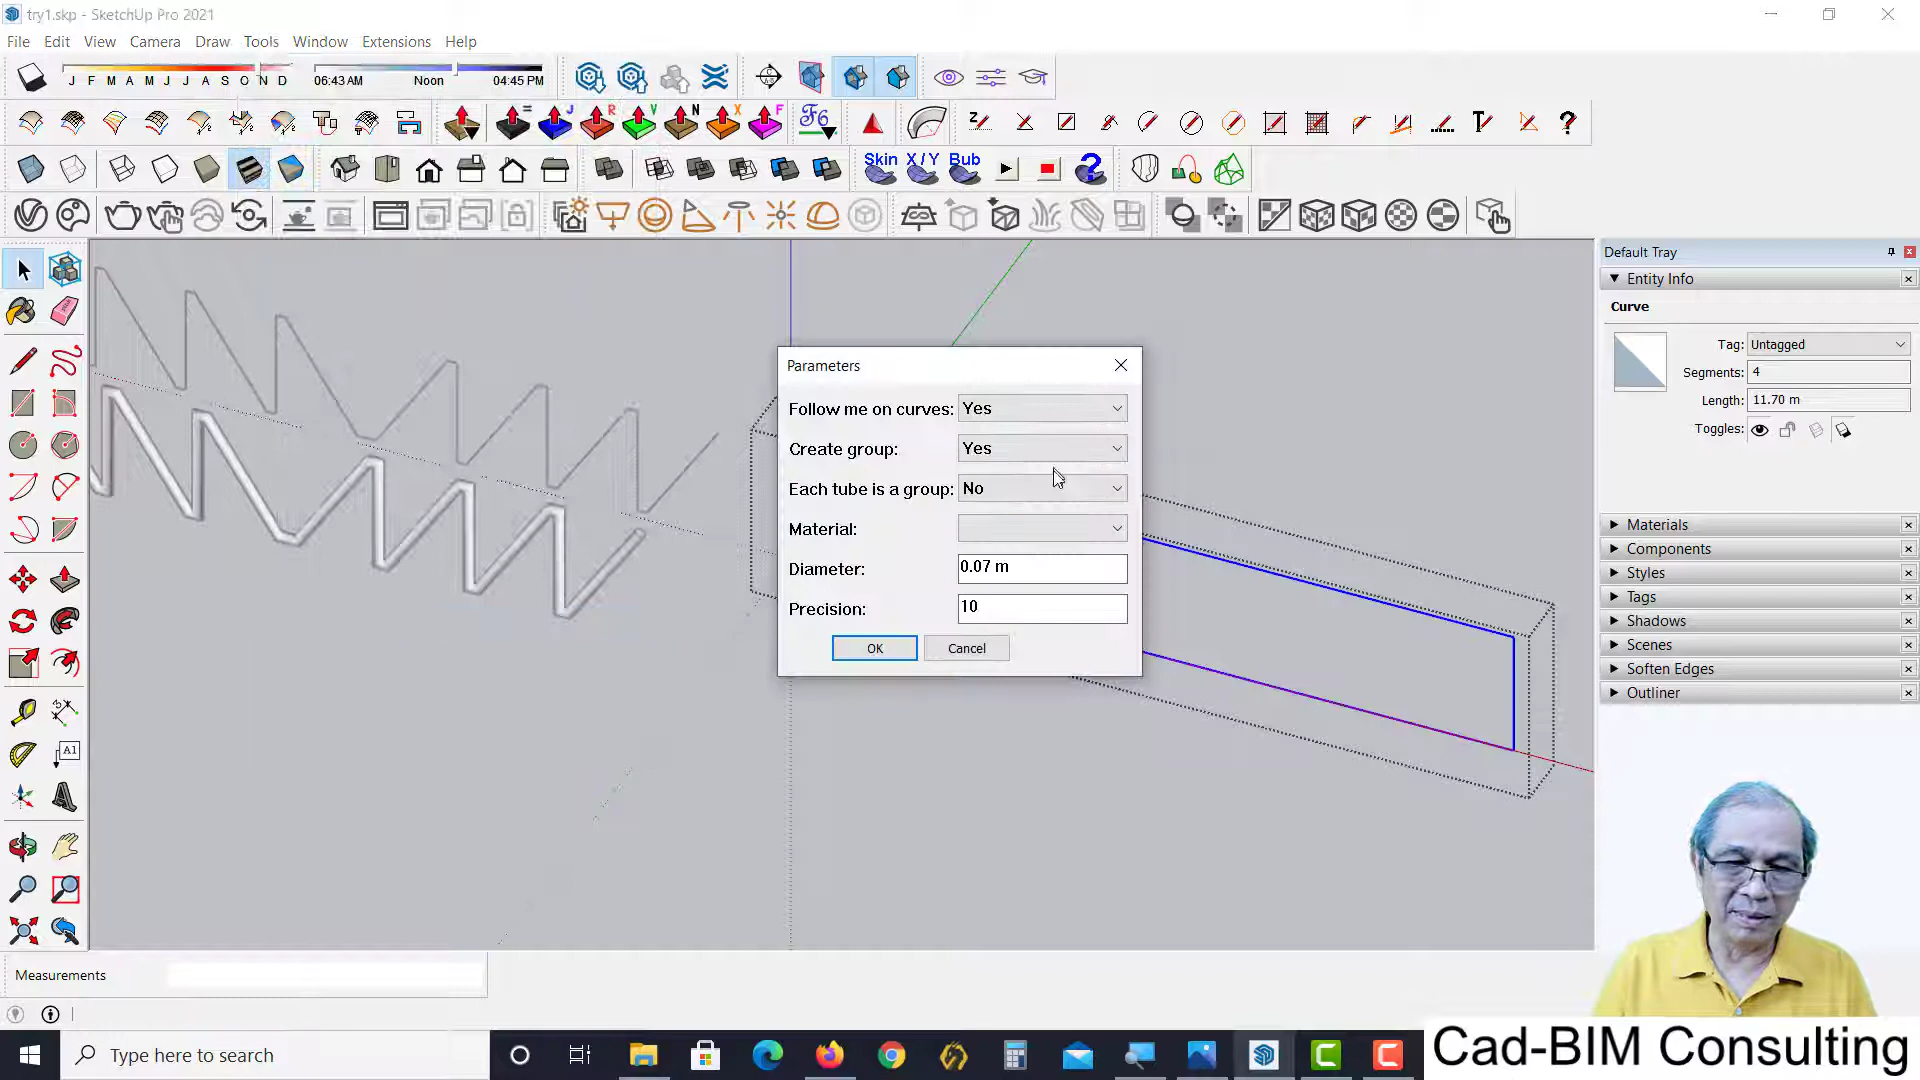 try1.skp - SketchUp Pro 2021
File Edit View Camera Draw Tools Window Extensions Help
J F M A M J J A S O N D 06:43 AM Noon 04:45 PM
= J R V N X F F6
Skin X/Y Bub
Default Tray
Entity Info
Curve
Tag: Untagged
Segments: 4
Length: 11.70 m
Toggles:
Materials
Components
Styles
Tags
Shadows
Scenes
Soften Edges
Outliner
Parameters
Follow me on curves: Yes
Create group: Yes
Each tube is a group: No
Material:
Diameter: 0.07 m
Precision: 10
OK Cancel
A1
Measurements
Type here to search
Cad-BIM Consulting